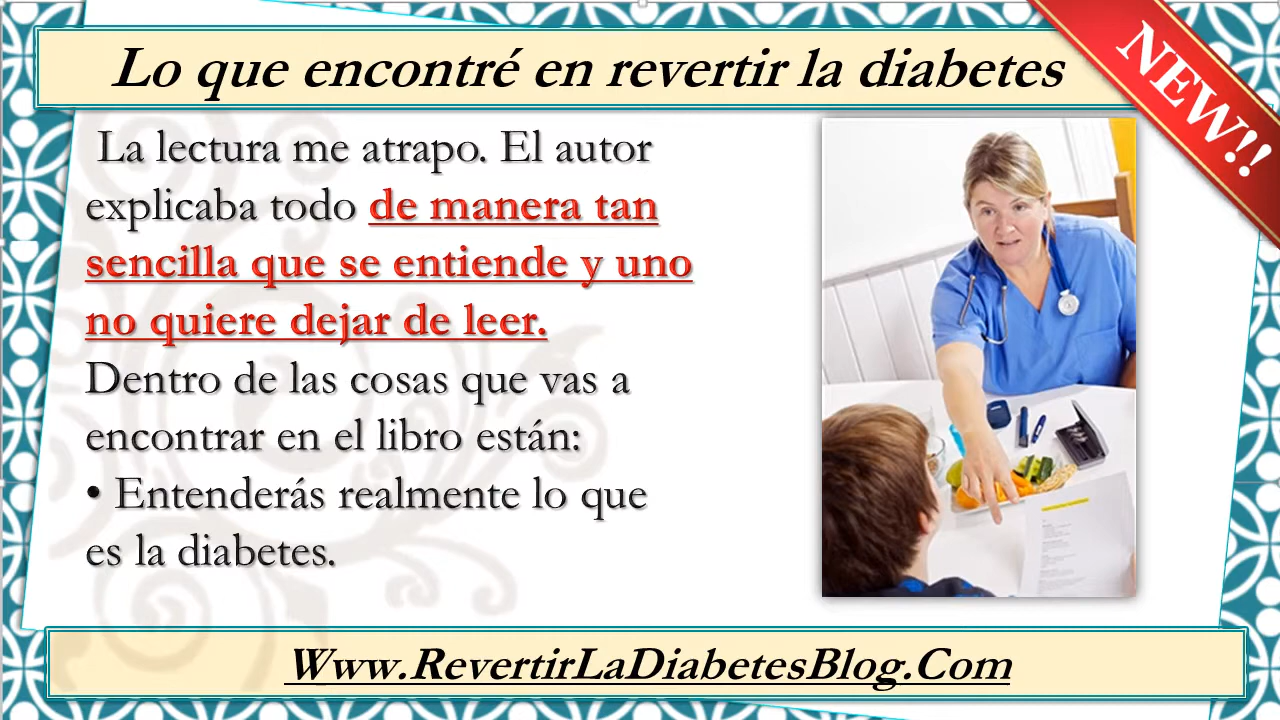 Lo que encontré en revertir la diabetes
NEW!!
La lectura me atrapo. El autor
explicaba todo de manera tan
sencilla que se entiende y uno
no quiere dejar de leer.
Dentro de las cosas que vas a
encontrar en el libro están:
• Entenderás realmente lo que
es la diabetes.
Www.RevertirLaDiabetesBlog.Com